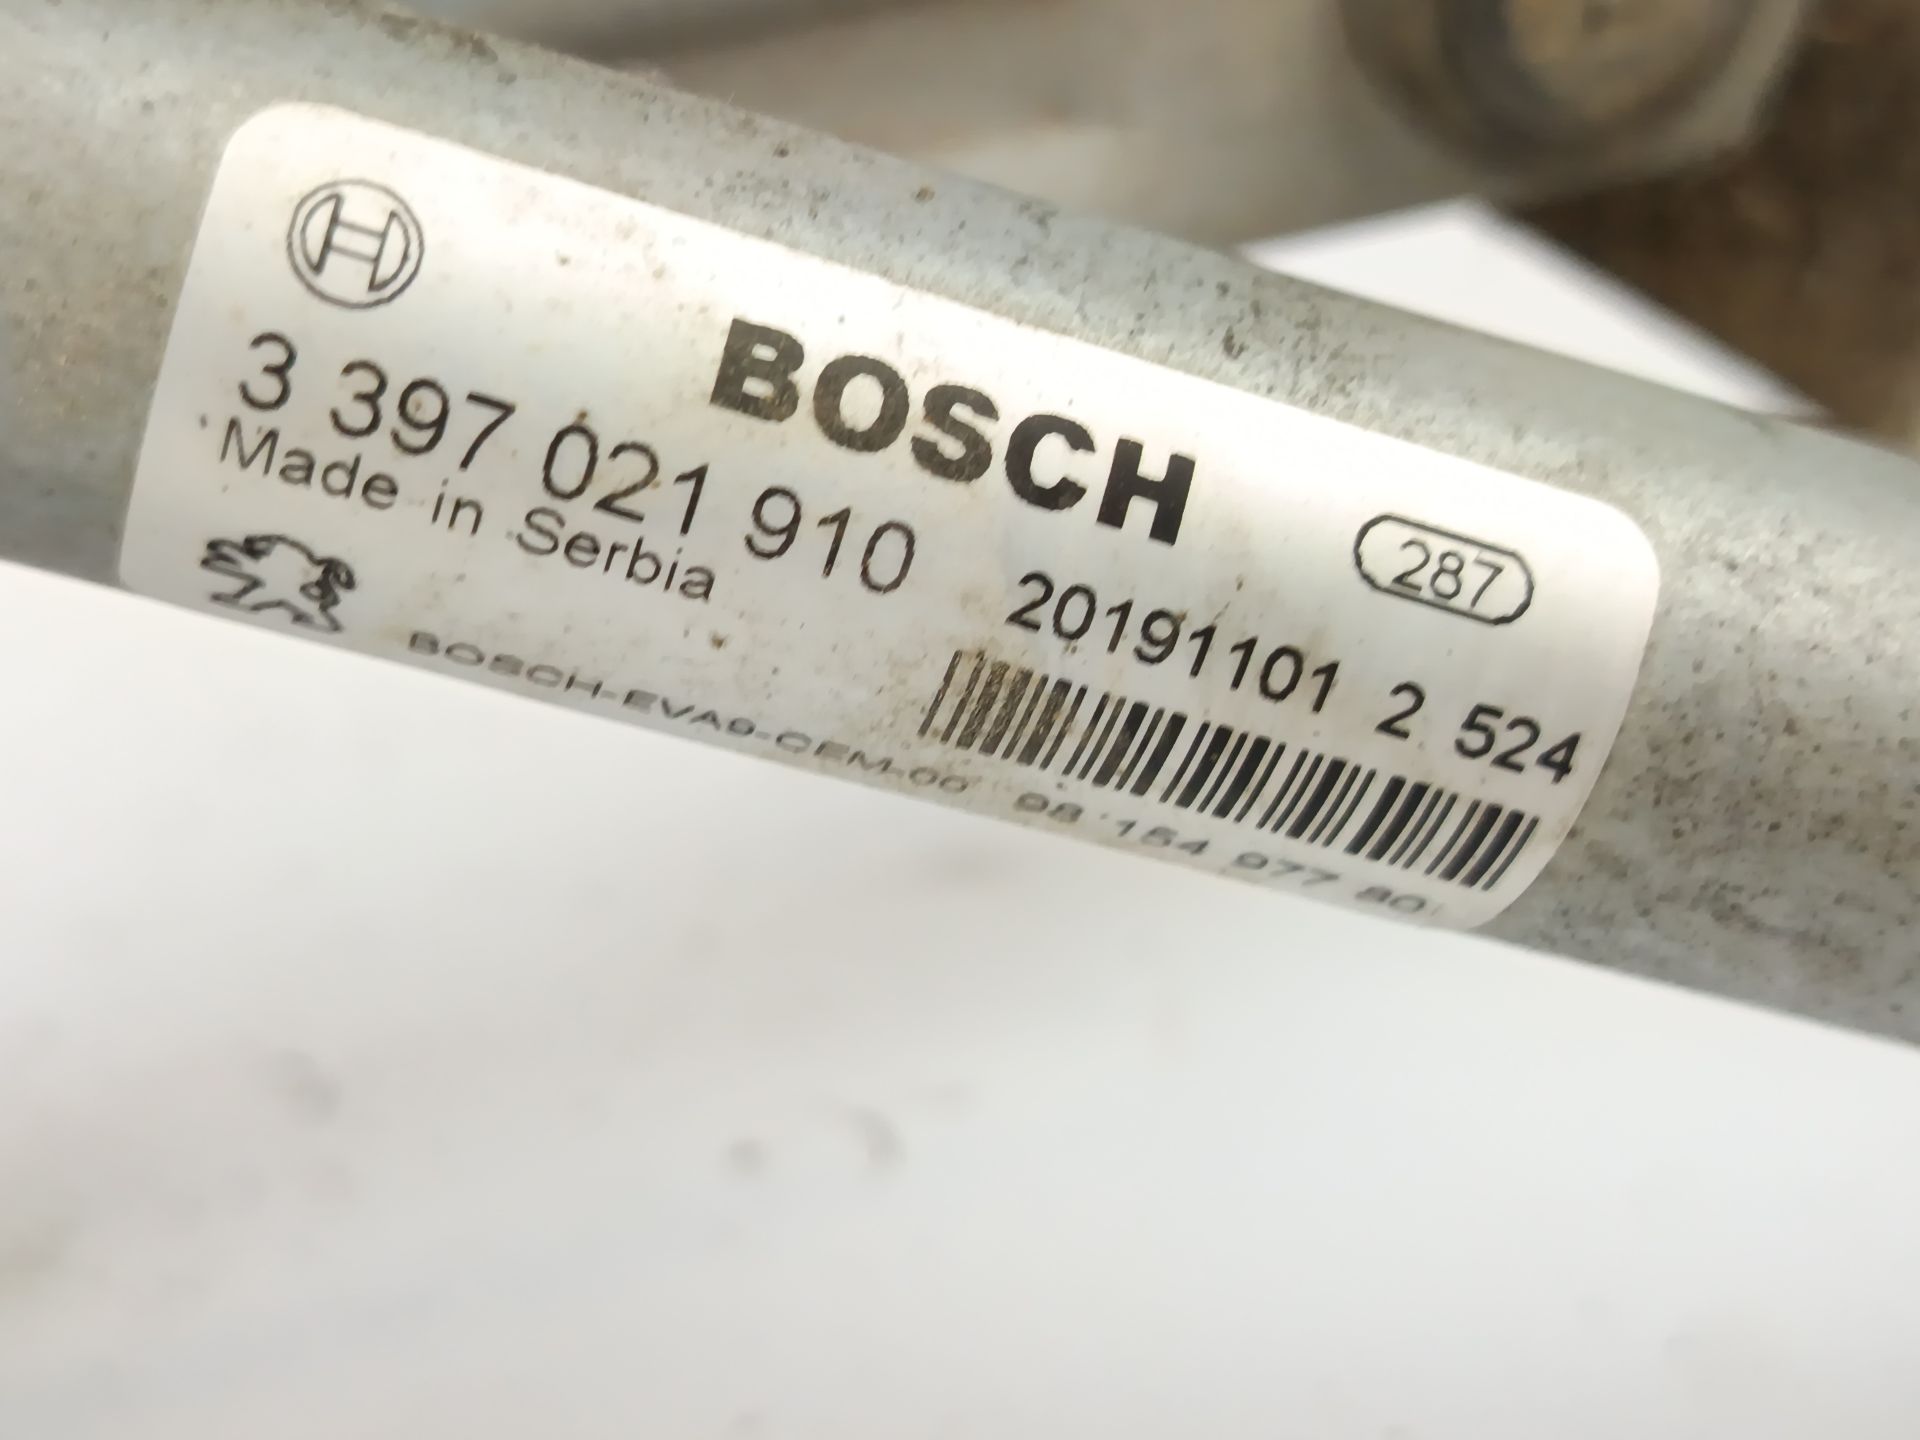 BOSCH
3 397 021 910
Made in Serbia
287
20191101 2 524
BOSCH-EVA9-OEM-00 98 154 977 80